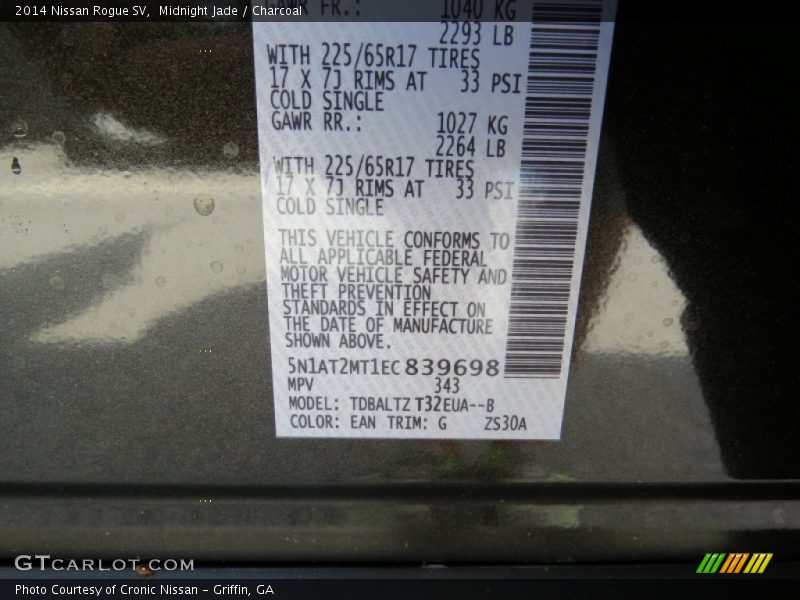 2014 Nissan Rogue SV,  Midnight Jade / Charcoal
GAWR FR.: 1040 KG
2293 LB
WITH 225/65R17 TIRES
17 X 7J RIMS AT 33 PSI
COLD SINGLE
GAWR RR.: 1027 KG
2264 LB
WITH 225/65R17 TIRES
17 X 7J RIMS AT 33 PSI
COLD SINGLE
THIS VEHICLE CONFORMS TO
ALL APPLICABLE FEDERAL
MOTOR VEHICLE SAFETY AND
THEFT PREVENTION
STANDARDS IN EFFECT ON
THE DATE OF MANUFACTURE
SHOWN ABOVE.
5N1AT2MT1EC839698
MPV 343
MODEL: TDBALTZ T32EUA--B
COLOR: EAN TRIM: G ZS30A
GTCARLOT.COM
Photo Courtesy of Cronic Nissan - Griffin, GA